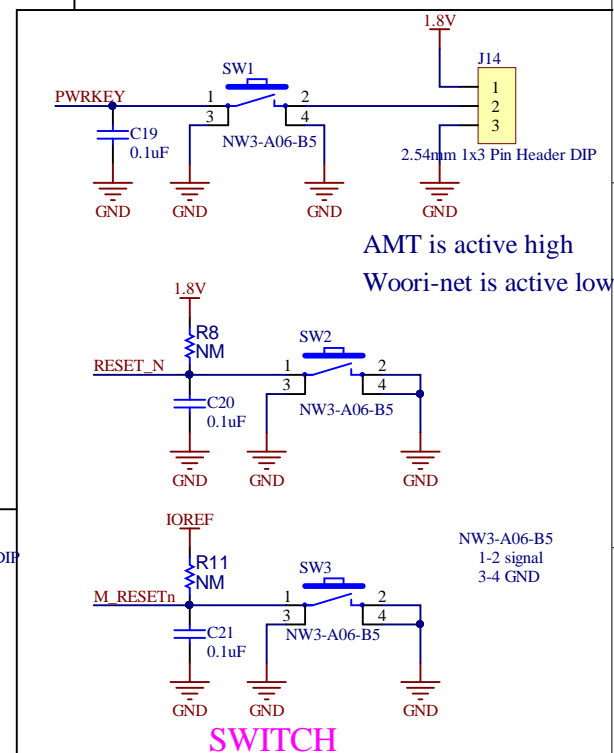 1.8V
J14
SW1
PWRKEY
1 2
3 4
1
2
3
C19
0.1uF
NW3-A06-B5
2.54mm 1x3 Pin Header DIP
GND GND GND GND
AMT is active high
Woori-net is active low
1.8V
R8
NM
SW2
RESET_N
1 2
3 4
C20
0.1uF
NW3-A06-B5
GND GND GND
IOREF
NW3-A06-B5
1-2 signal
3-4 GND
DIP
R11
NM
SW3
M_RESETn
1 2
3 4
C21
0.1uF
NW3-A06-B5
GND GND GND
SWITCH